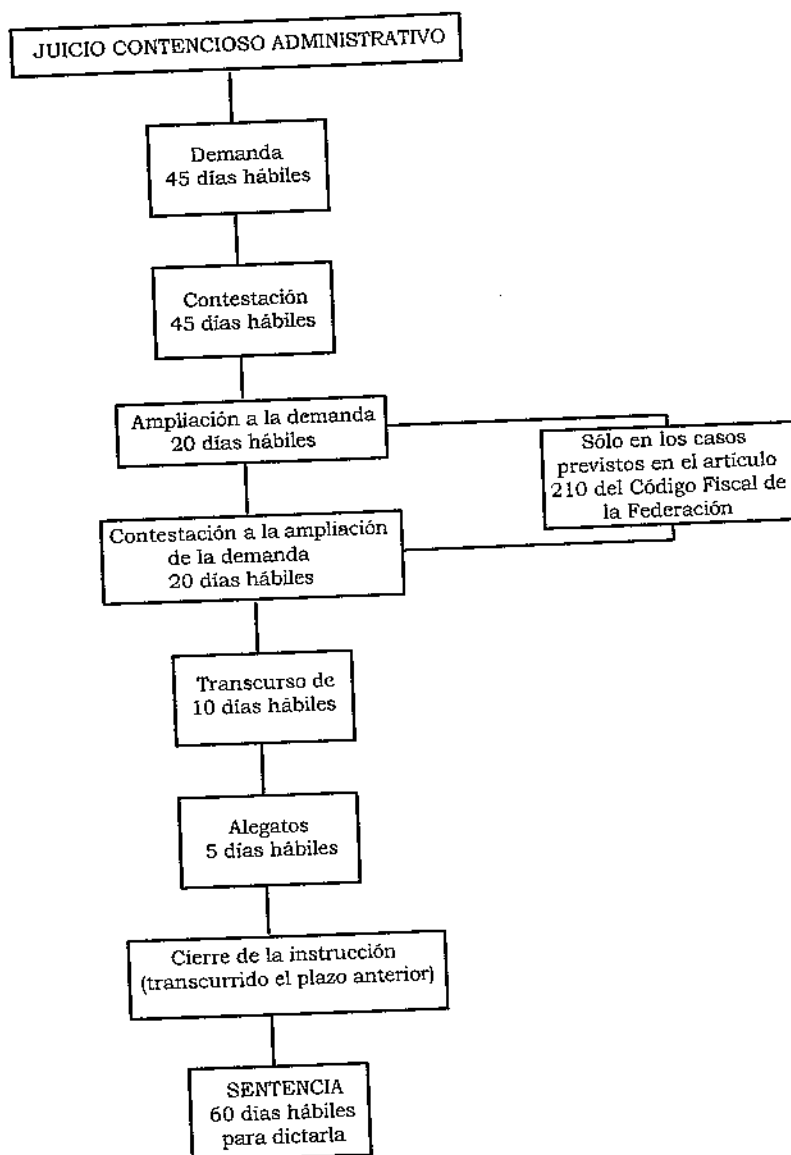 JUICIO CONTENCIOSO ADMINISTRATIVO
Demanda
45 días hábiles
Contestación
45 días hábiles
Ampliación a la demanda
20 días hábiles
Sólo en los casos
previstos en el artículo
210 del Código Fiscal de
la Federación
Contestación a la ampliación
de la demanda
20 días hábiles
Transcurso de
10 días hábiles
Alegatos
5 días hábiles
Cierre de la instrucción
(transcurrido el plazo anterior)
SENTENCIA
60 días hábiles
para dictarla